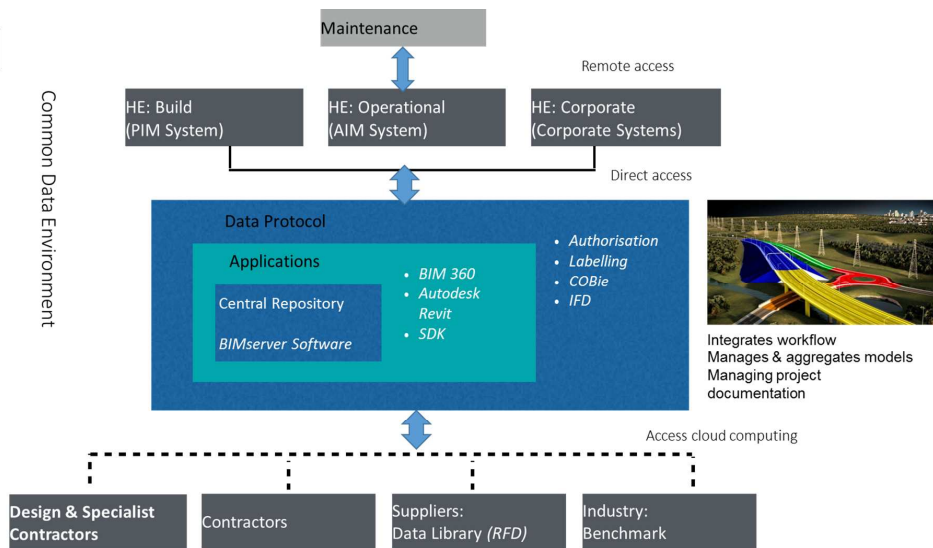 Maintenance
Remote access
Common Data Environment
HE: Build
(PIM System)
HE: Operational
(AIM System)
HE: Corporate
(Corporate Systems)
Direct access
Data Protocol
Applications
Central Repository
BIMserver Software
• BIM 360
• Autodesk
Revit
• SDK
• Authorisation
• Labelling
• COBie
• IFD
Integrates workflow
Manages & aggregates models
Managing project
documentation
Access cloud computing
Design & Specialist
Contractors
Contractors
Suppliers:
Data Library (RFD)
Industry:
Benchmark